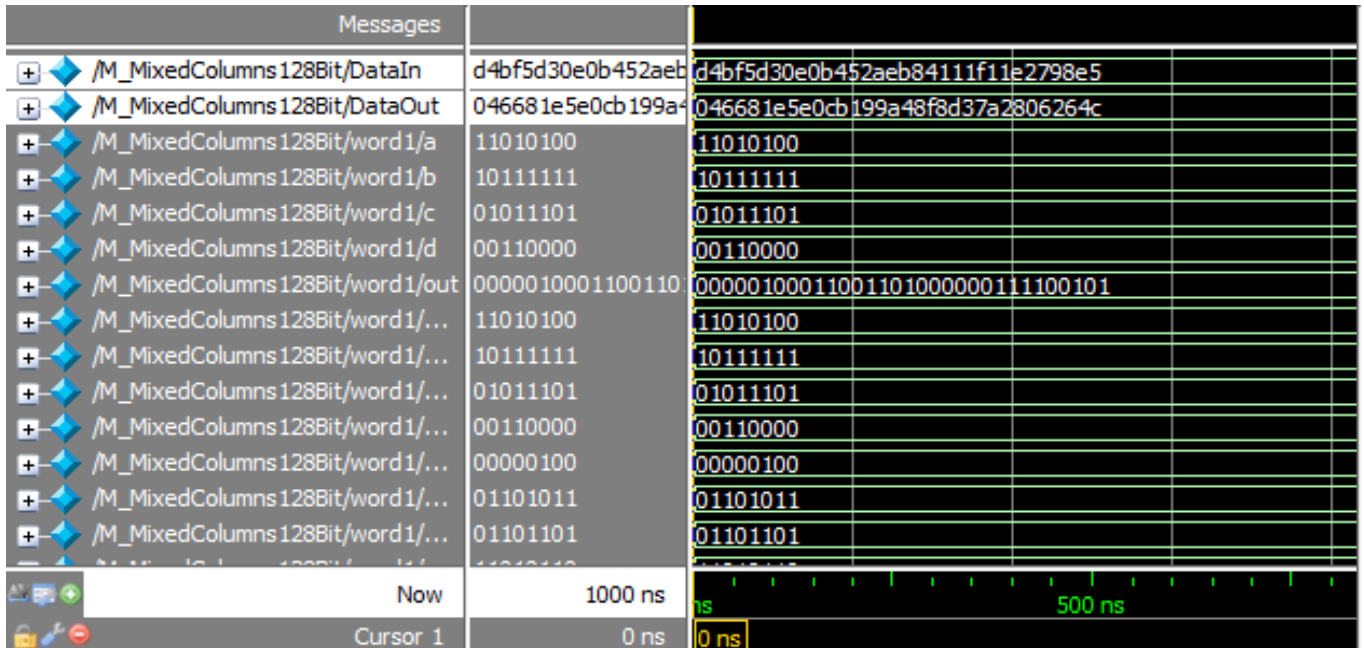 Messages
/M_MixedColumns128Bit/DataIn d4bf5d30e0b452aeb d4bf5d30e0b452aeb84111f11e2798e5
/M_MixedColumns128Bit/DataOut 046681e5e0cb199a4 046681e5e0cb199a48f8d37a2806264c
/M_MixedColumns128Bit/word1/a 11010100 11010100
/M_MixedColumns128Bit/word1/b 10111111 10111111
/M_MixedColumns128Bit/word1/c 01011101 01011101
/M_MixedColumns128Bit/word1/d 00110000 00110000
/M_MixedColumns128Bit/word1/out 00000100011001101 00000100011001101000000111100101
/M_MixedColumns128Bit/word1/... 11010100 11010100
/M_MixedColumns128Bit/word1/... 10111111 10111111
/M_MixedColumns128Bit/word1/... 01011101 01011101
/M_MixedColumns128Bit/word1/... 00110000 00110000
/M_MixedColumns128Bit/word1/... 00000100 00000100
/M_MixedColumns128Bit/word1/... 01101011 01101011
/M_MixedColumns128Bit/word1/... 01101101 01101101
Now 1000 ns ns 500 ns
Cursor 1 0 ns 0 ns